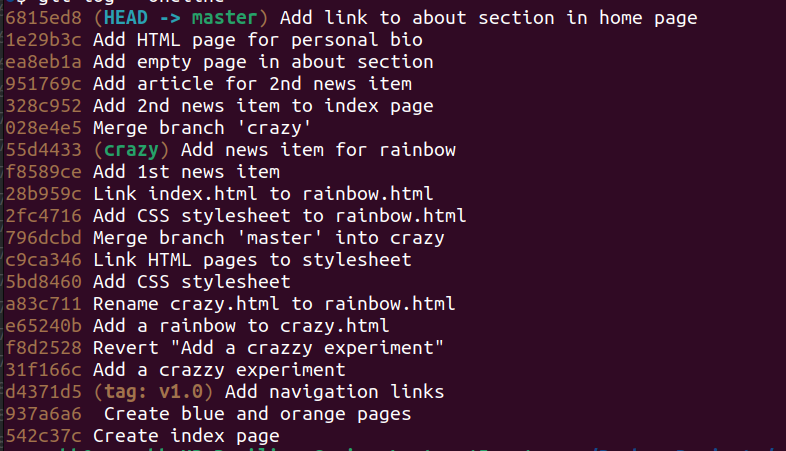 6815ed8 (HEAD -> master) Add link to about section in home page
1e29b3c Add HTML page for personal bio
ea8eb1a Add empty page in about section
951769c Add article for 2nd news item
328c952 Add 2nd news item to index page
028e4e5 Merge branch 'crazy'
55d4433 (crazy) Add news item for rainbow
f8589ce Add 1st news item
28b959c Link index.html to rainbow.html
2fc4716 Add CSS stylesheet to rainbow.html
796dcbd Merge branch 'master' into crazy
c9ca346 Link HTML pages to stylesheet
5bd8460 Add CSS stylesheet
a83c711 Rename crazy.html to rainbow.html
e65240b Add a rainbow to crazy.html
f8d2528 Revert "Add a crazzy experiment"
31f166c Add a crazzy experiment
d4371d5 (tag: v1.0) Add navigation links
937a6a6  Create blue and orange pages
542c37c Create index page